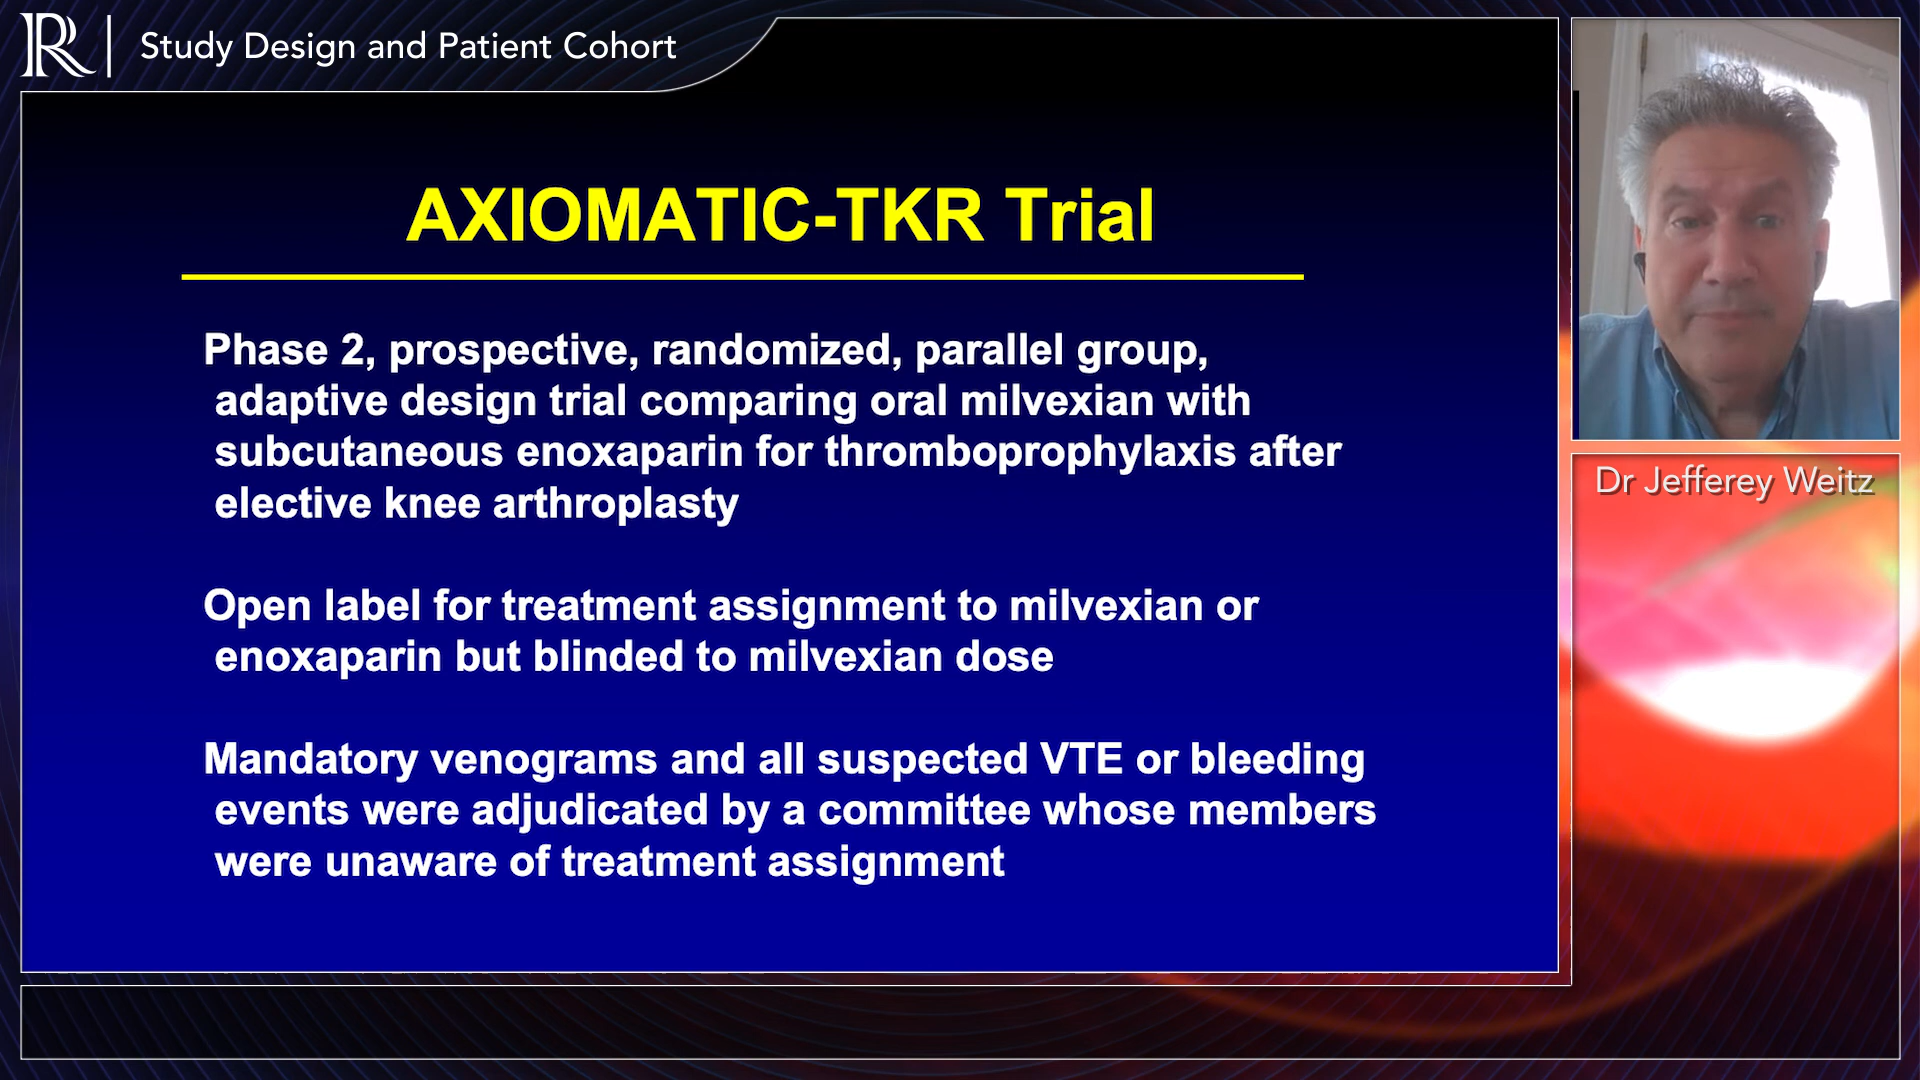 R
Study Design and Patient Cohort
AXIOMATIC-TKR Trial
Phase 2, prospective, randomized, parallel group,
adaptive design trial comparing oral milvexian with
subcutaneous enoxaparin for thromboprophylaxis after
elective knee arthroplasty
Open label for treatment assignment to milvexian or
enoxaparin but blinded to milvexian dose
Mandatory venograms and all suspected VTE or bleeding
events were adjudicated by a committee whose members
were unaware of treatment assignment
Dr Jefferey Weitz